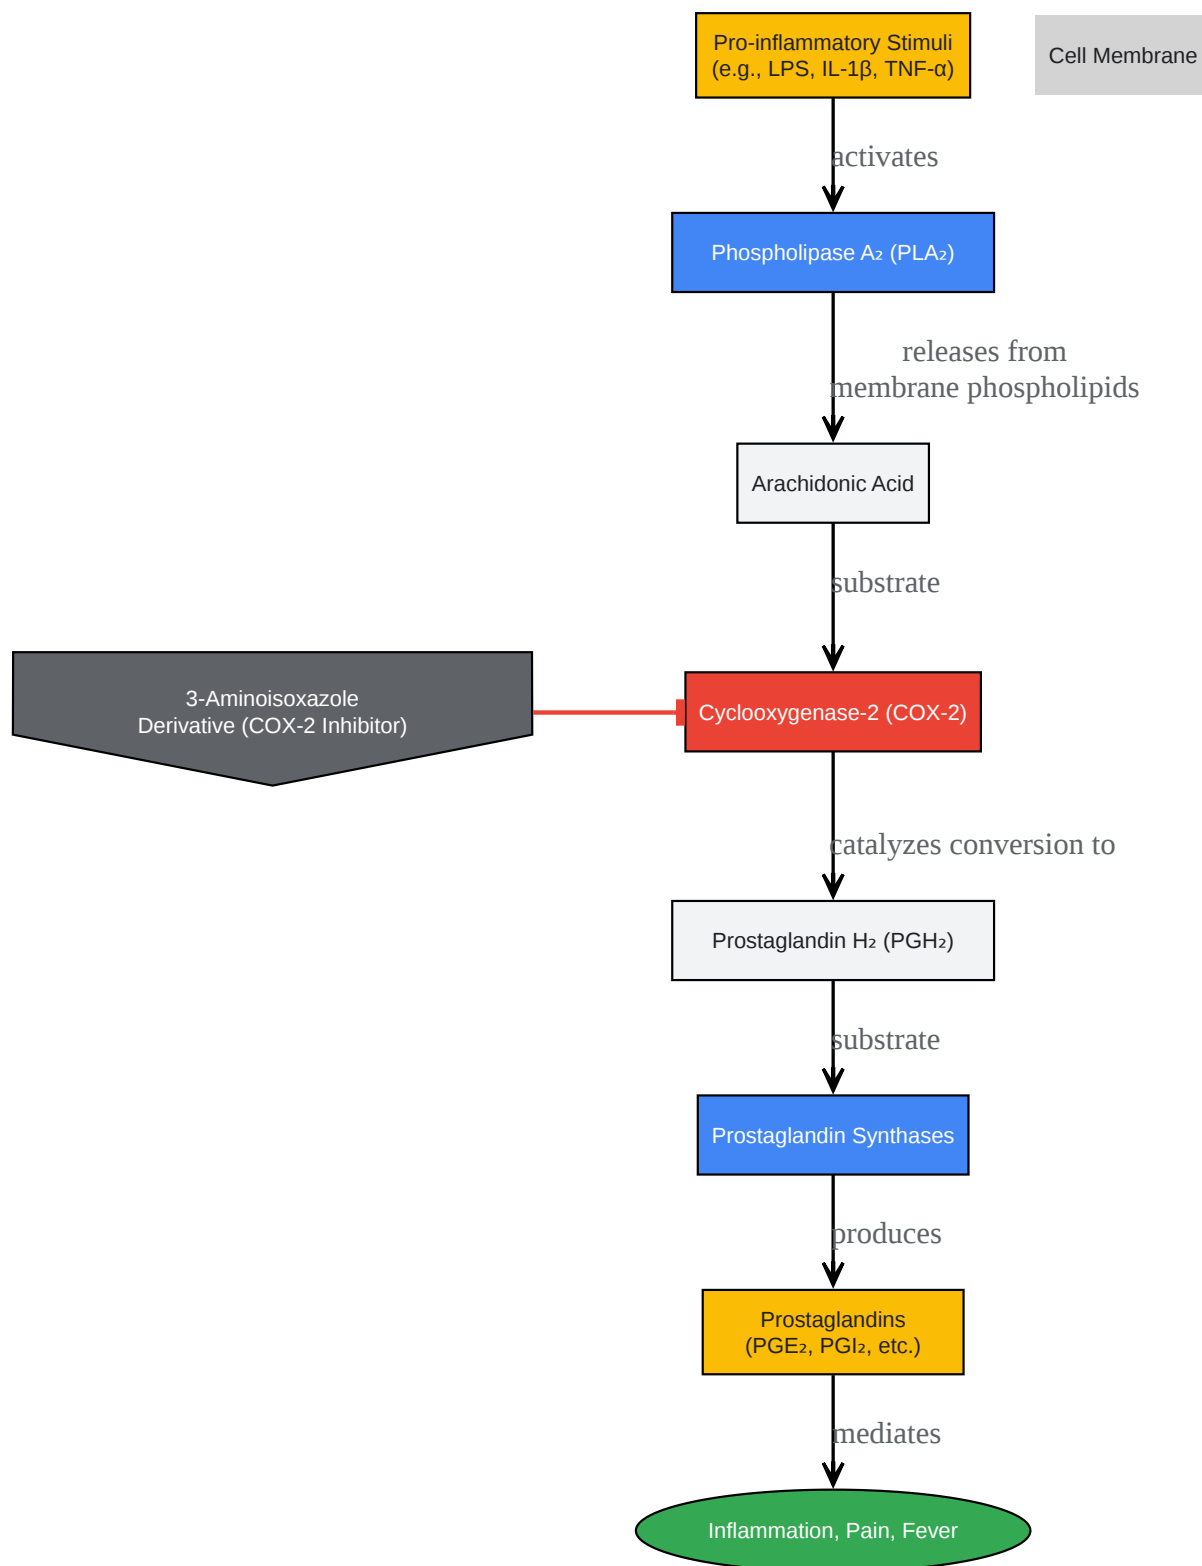 Pro-inflammatory Stimuli
(e.g., LPS, IL-1β, TNF-α)
Cell Membrane
activates
Phospholipase A₂ (PLA₂)
releases from
membrane phospholipids
Arachidonic Acid
substrate
3-Aminoisoxazole
Derivative (COX-2 Inhibitor)
Cyclooxygenase-2 (COX-2)
catalyzes conversion to
Prostaglandin H₂ (PGH₂)
substrate
Prostaglandin Synthases
produces
Prostaglandins
(PGE₂, PGI₂, etc.)
mediates
Inflammation, Pain, Fever